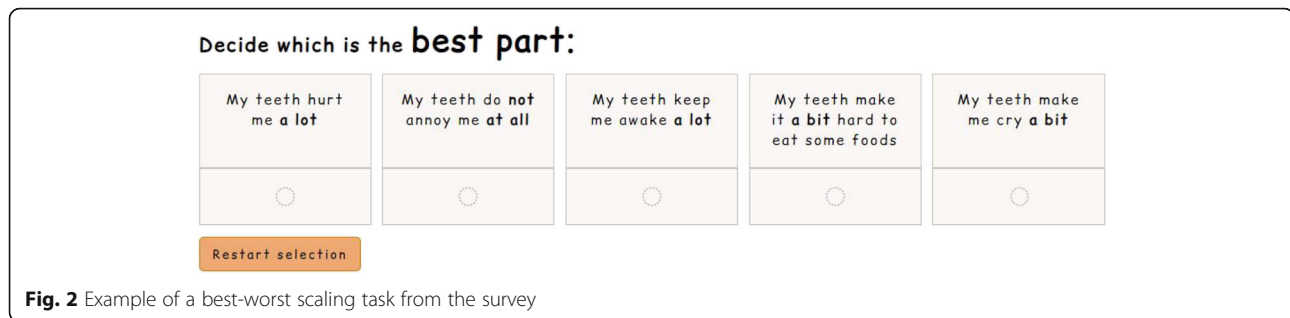 Decide which is the best part:
My teeth hurt
me a lot
My teeth do not
annoy me at all
My teeth keep
me awake a lot
My teeth make
it a bit hard to
eat some foods
My teeth make
me cry a bit
Restart selection
Fig. 2 Example of a best-worst scaling task from the survey